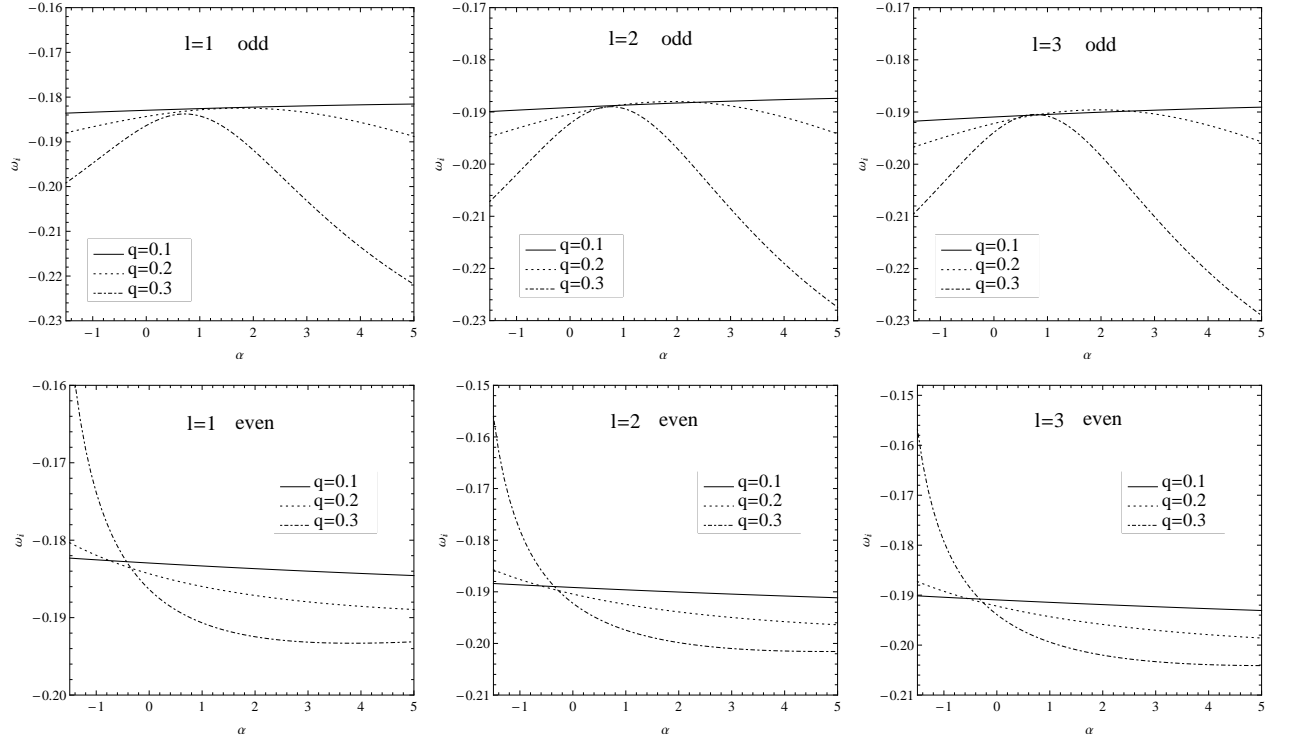 −0.16
−0.17
−0.18
−0.19
−0.20
−0.21
−0.22
−0.23
ωi
l=1 odd
q=0.1
q=0.2
q=0.3
−1 0 1 2 3 4 5
α
−0.17
−0.18
−0.19
−0.20
−0.21
−0.22
−0.23
ωi
l=2 odd
q=0.1
q=0.2
q=0.3
−1 0 1 2 3 4 5
α
−0.17
−0.18
−0.19
−0.20
−0.21
−0.22
−0.23
ωi
l=3 odd
q=0.1
q=0.2
q=0.3
−1 0 1 2 3 4 5
α
−0.16
−0.17
−0.18
−0.19
−0.20
ωi
l=1 even
q=0.1
q=0.2
q=0.3
−1 0 1 2 3 4 5
α
−0.15
−0.16
−0.17
−0.18
−0.19
−0.20
−0.21
ωi
l=2 even
q=0.1
q=0.2
q=0.3
−1 0 1 2 3 4 5
α
−0.15
−0.16
−0.17
−0.18
−0.19
−0.20
−0.21
ωi
l=3 even
q=0.1
q=0.2
q=0.3
−1 0 1 2 3 4 5
α